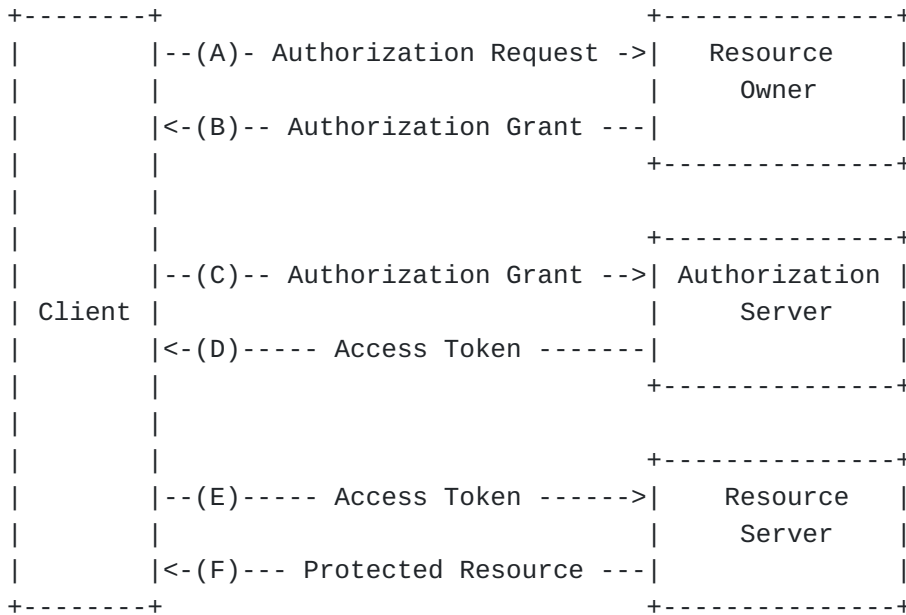 +--------+                               +---------------+
|        |--(A)- Authorization Request ->|   Resource    |
|        |                               |     Owner     |
|        |<-(B)-- Authorization Grant ---|               |
|        |                               +---------------+
|        |
|        |                               +---------------+
|        |--(C)-- Authorization Grant -->| Authorization |
| Client |                               |     Server    |
|        |<-(D)----- Access Token -------|               |
|        |                               +---------------+
|        |
|        |                               +---------------+
|        |--(E)----- Access Token ------>|    Resource   |
|        |                               |     Server    |
|        |<-(F)--- Protected Resource ---|               |
+--------+                               +---------------+